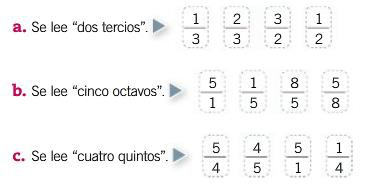 a. Se lee “dos tercios”. 1/3 2/3 3/2 1/2
b. Se lee “cinco octavos”. 5/1 1/5 8/5 5/8
c. Se lee “cuatro quintos”. 5/4 4/5 5/1 1/4